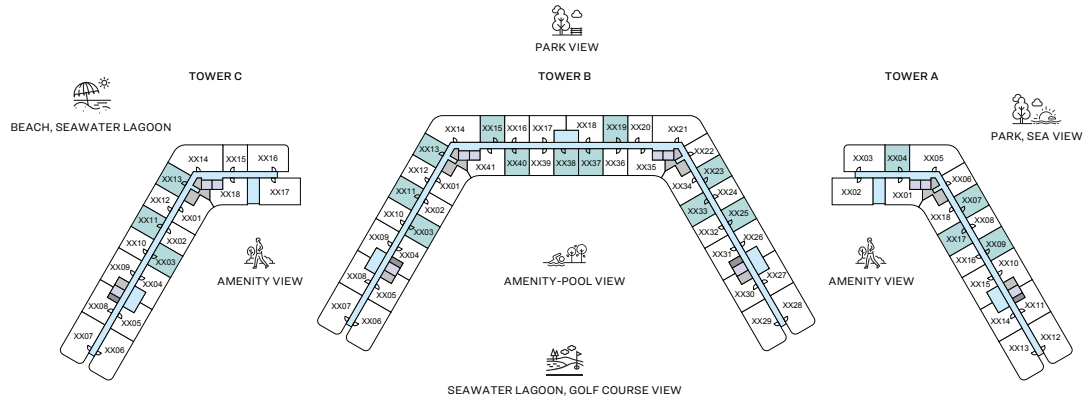 PARK VIEW
TOWER C
TOWER B
TOWER A
BEACH, SEAWATER LAGOON
PARK, SEA VIEW
XX14
XX15
XX16
XX13
XX12
XX18
XX17
XX11
XX01
XX10
XX02
XX09
XX03
XX08
XX04
XX07
XX05
XX06
AMENITY VIEW
XX14
XX15
XX16
XX17
XX18
XX19
XX20
XX21
XX13
XX12
XX41
XX40
XX39
XX38
XX37
XX36
XX35
XX22
XX11
XX01
XX34
XX23
XX10
XX02
XX33
XX24
XX09
XX03
XX32
XX25
XX08
XX04
XX31
XX26
XX07
XX05
XX30
XX27
XX06
XX29
XX28
AMENITY-POOL VIEW
XX03
XX04
XX05
XX02
XX01
XX06
XX18
XX07
XX17
XX08
XX16
XX09
XX15
XX10
XX14
XX11
XX13
XX12
AMENITY VIEW
SEAWATER LAGOON, GOLF COURSE VIEW